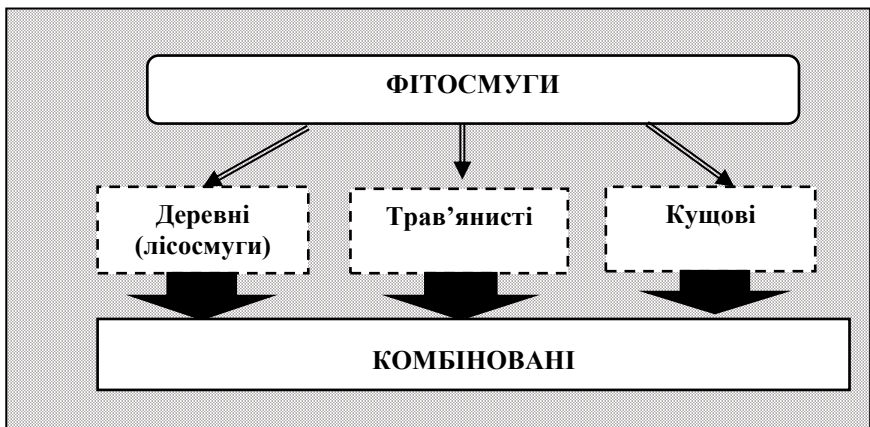 ФІТОСМУГИ
Деревні
(лісосмуги)
Трав’янисті
Кущові
КОМБІНОВАНІ